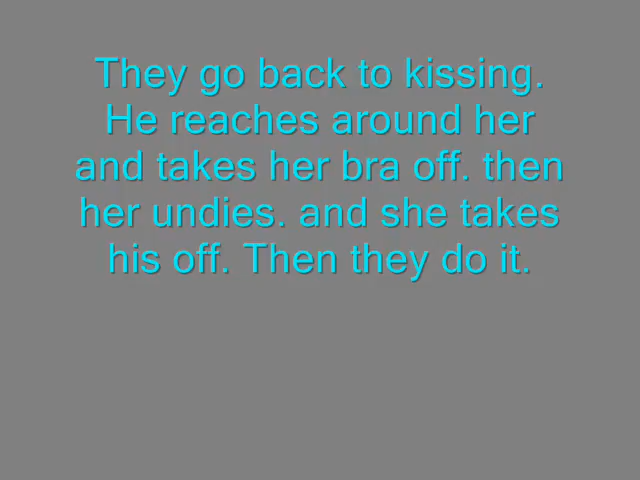 They go back to kissing.
He reaches around her
and takes her bra off. then
her undies. and she takes
his off. Then they do it.